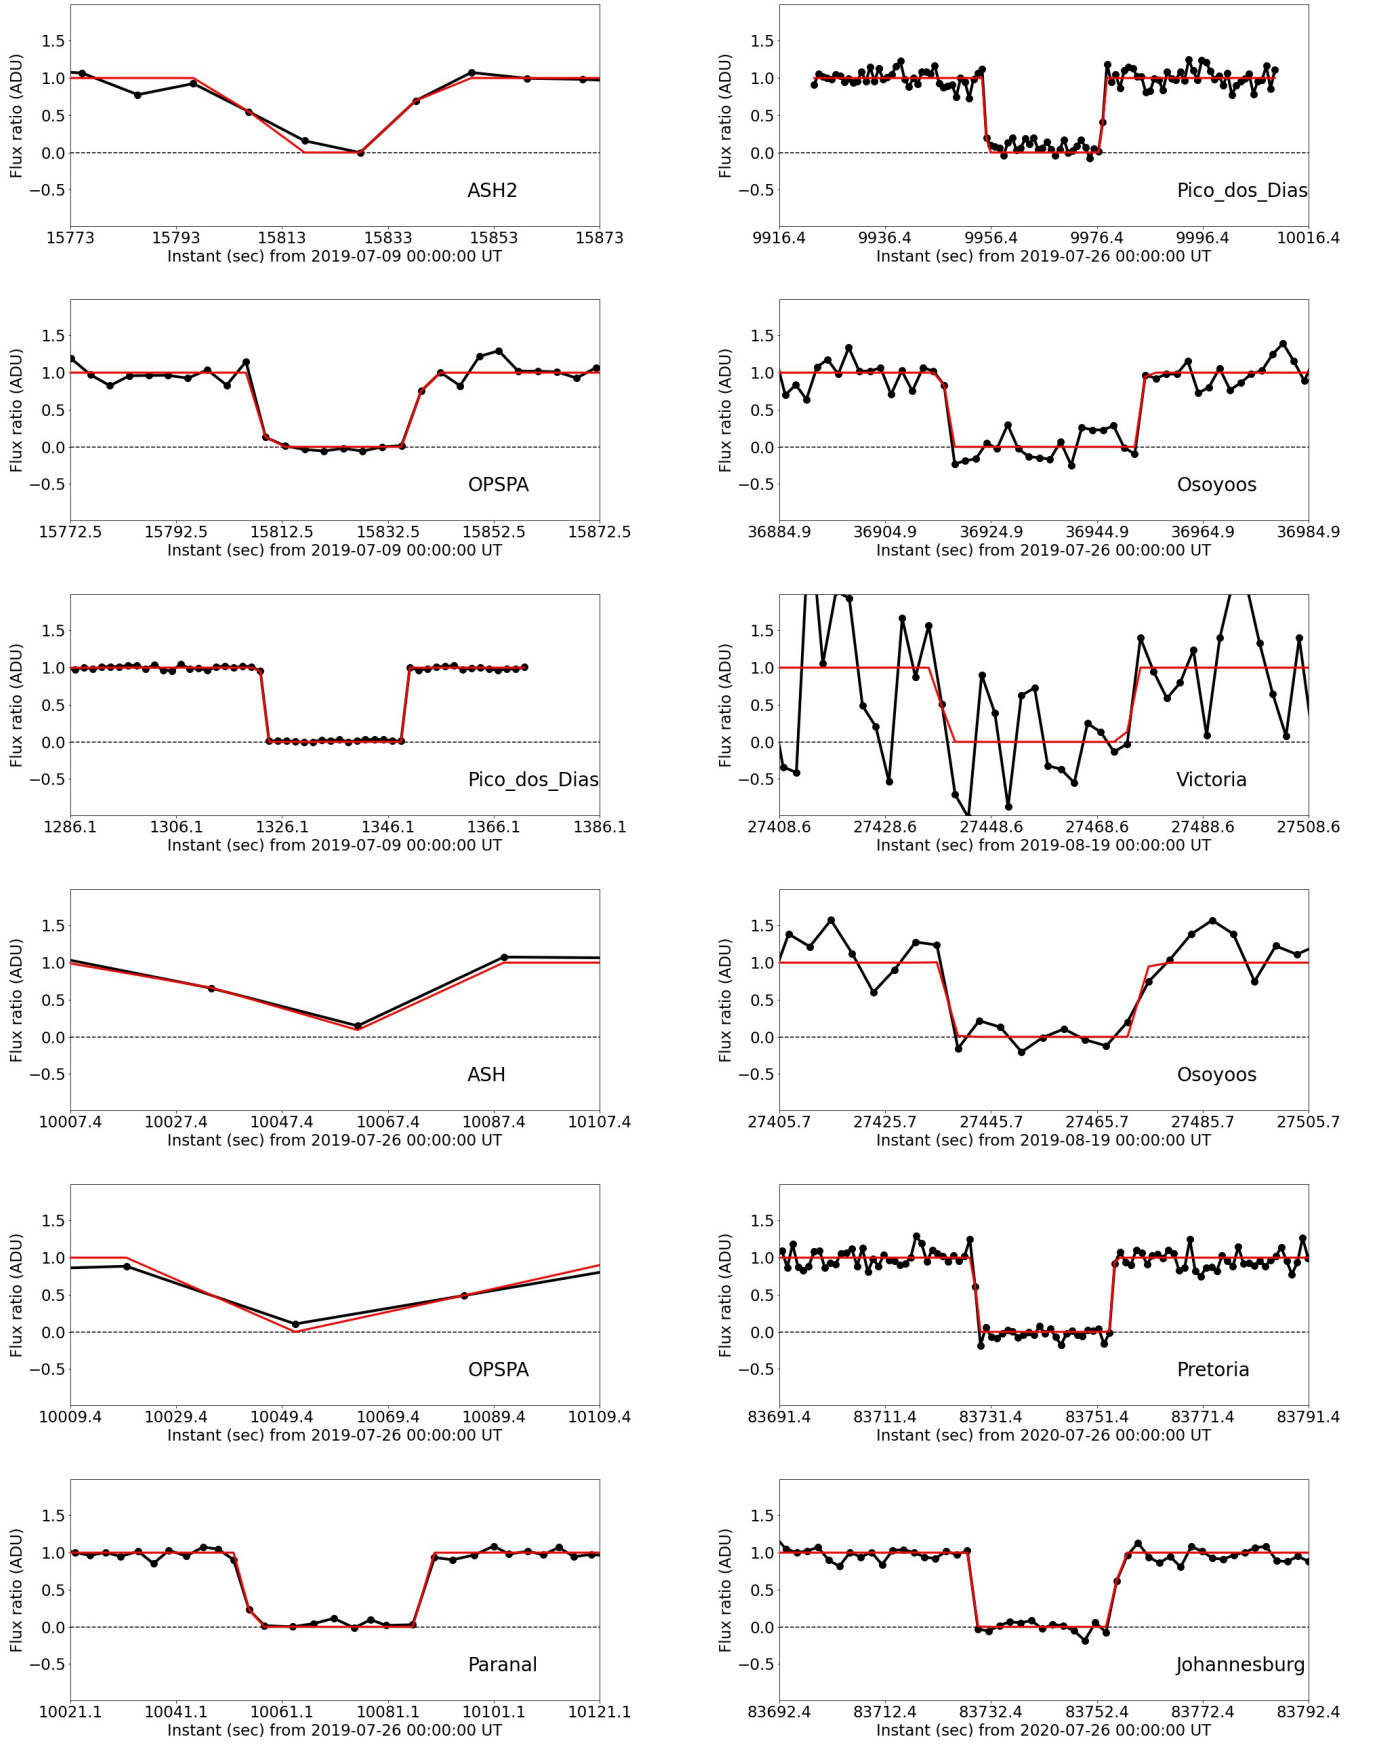 1.5
1.0
0.5
0.0
−0.5
Flux ratio (ADU)
ASH2
15773 15793 15813 15833 15853 15873
Instant (sec) from 2019-07-09 00:00:00 UT
1.5
1.0
0.5
0.0
−0.5
Flux ratio (ADU)
Pico_dos_Dias
9916.4 9936.4 9956.4 9976.4 9996.4 10016.4
Instant (sec) from 2019-07-26 00:00:00 UT
1.5
1.0
0.5
0.0
−0.5
Flux ratio (ADU)
OPSPA
15772.5 15792.5 15812.5 15832.5 15852.5 15872.5
Instant (sec) from 2019-07-09 00:00:00 UT
1.5
1.0
0.5
0.0
−0.5
Flux ratio (ADU)
Osoyoos
36884.9 36904.9 36924.9 36944.9 36964.9 36984.9
Instant (sec) from 2019-07-26 00:00:00 UT
1.5
1.0
0.5
0.0
−0.5
Flux ratio (ADU)
Pico_dos_Dias
1286.1 1306.1 1326.1 1346.1 1366.1 1386.1
Instant (sec) from 2019-07-09 00:00:00 UT
1.5
1.0
0.5
0.0
−0.5
Flux ratio (ADU)
Victoria
27408.6 27428.6 27448.6 27468.6 27488.6 27508.6
Instant (sec) from 2019-08-19 00:00:00 UT
1.5
1.0
0.5
0.0
−0.5
Flux ratio (ADU)
ASH
10007.4 10027.4 10047.4 10067.4 10087.4 10107.4
Instant (sec) from 2019-07-26 00:00:00 UT
1.5
1.0
0.5
0.0
−0.5
Flux ratio (ADU)
Osoyoos
27405.7 27425.7 27445.7 27465.7 27485.7 27505.7
Instant (sec) from 2019-08-19 00:00:00 UT
1.5
1.0
0.5
0.0
−0.5
Flux ratio (ADU)
OPSPA
10009.4 10029.4 10049.4 10069.4 10089.4 10109.4
Instant (sec) from 2019-07-26 00:00:00 UT
1.5
1.0
0.5
0.0
−0.5
Flux ratio (ADU)
Pretoria
83691.4 83711.4 83731.4 83751.4 83771.4 83791.4
Instant (sec) from 2020-07-26 00:00:00 UT
1.5
1.0
0.5
0.0
−0.5
Flux ratio (ADU)
Paranal
10021.1 10041.1 10061.1 10081.1 10101.1 10121.1
Instant (sec) from 2019-07-26 00:00:00 UT
1.5
1.0
0.5
0.0
−0.5
Flux ratio (ADU)
Johannesburg
83692.4 83712.4 83732.4 83752.4 83772.4 83792.4
Instant (sec) from 2020-07-26 00:00:00 UT